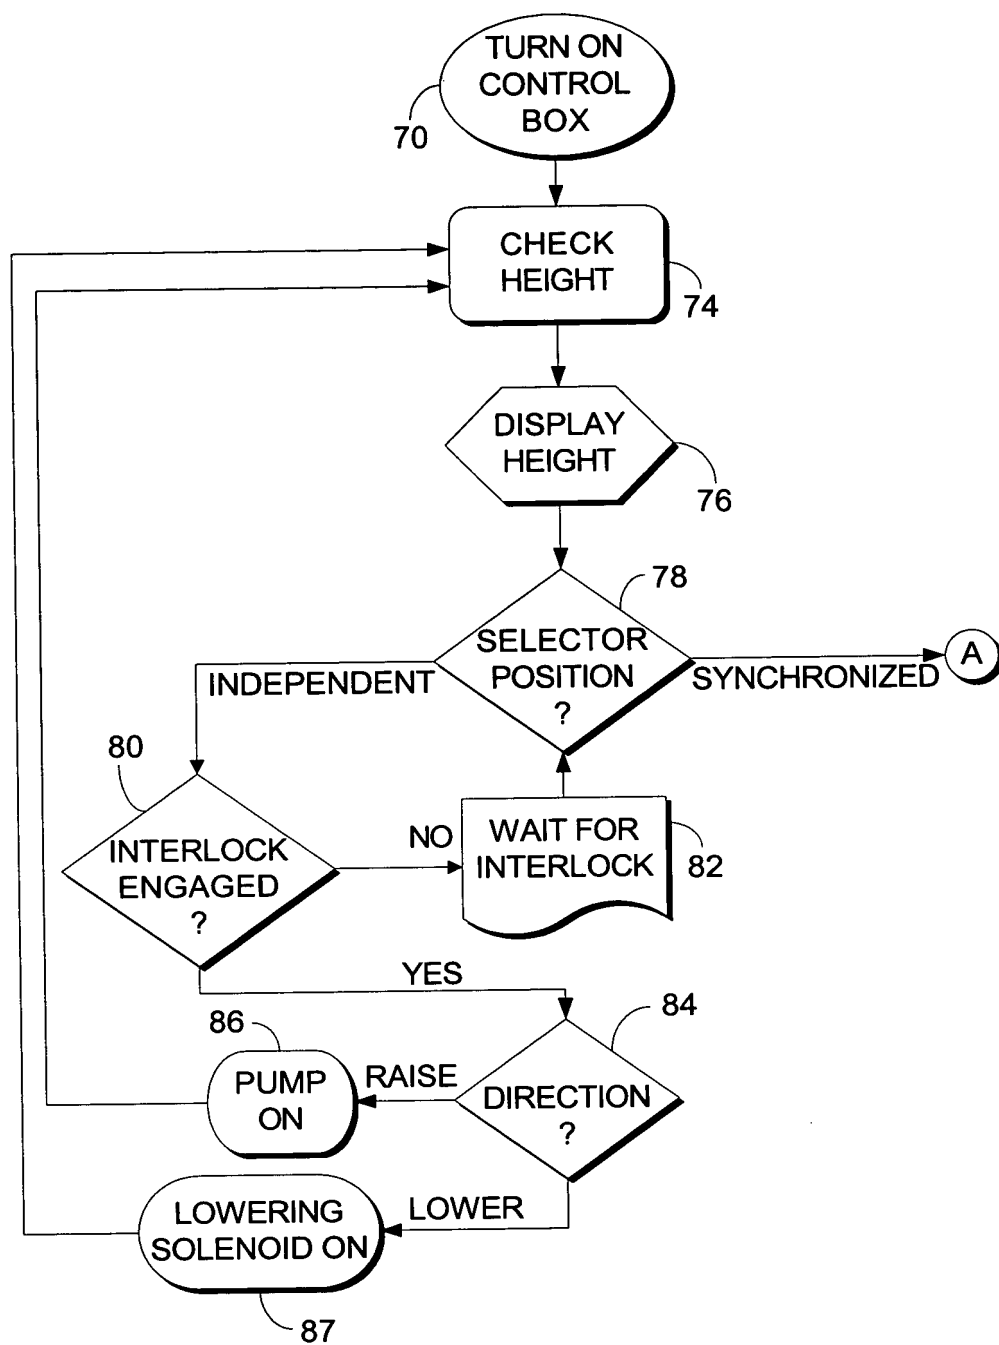 TURN ON
CONTROL
BOX
70
CHECK
HEIGHT
74
DISPLAY
HEIGHT
76
78
SELECTOR
POSITION
?
INDEPENDENT
SYNCHRONIZED
A
80
INTERLOCK
ENGAGED
?
NO
WAIT FOR
INTERLOCK
82
YES
84
DIRECTION
?
86
RAISE
PUMP
ON
LOWER
LOWERING
SOLENOID ON
87